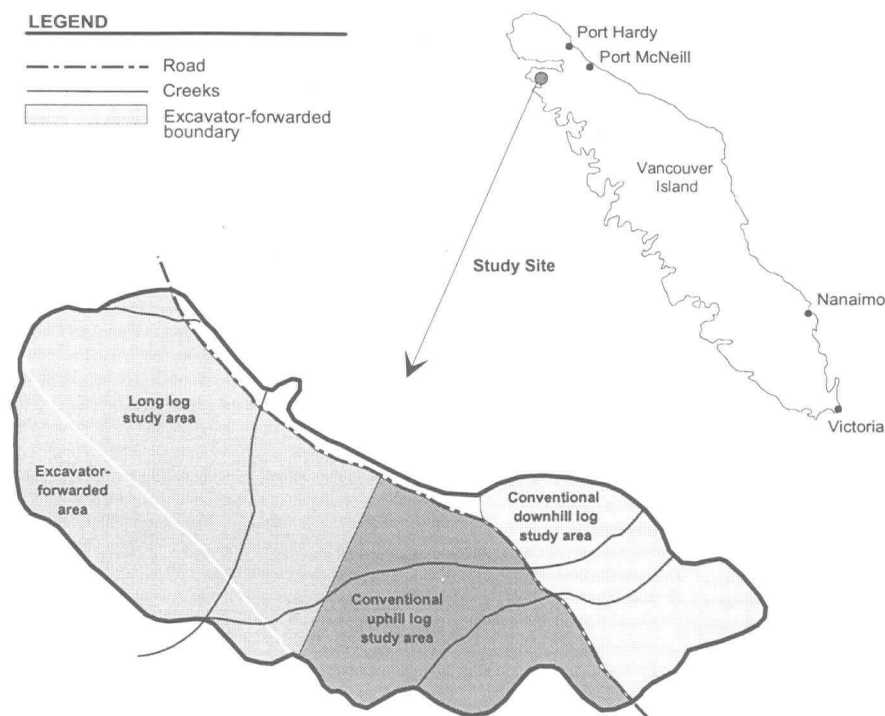 LEGEND
Road
Creeks
Excavator-forwarded
boundary
Port Hardy
Port McNeill
Vancouver
Island
Study Site
Nanaimo
Victoria
Long log
study area
Excavator-
forwarded
area
Conventional
downhill log
study area
Conventional
uphill log
study area